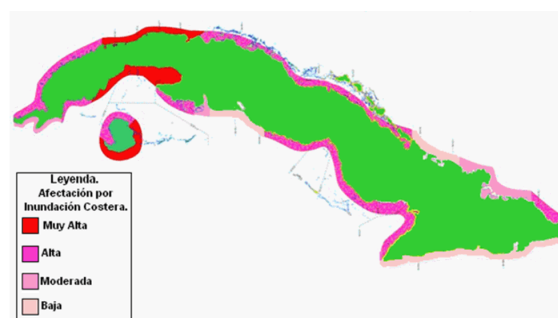 Leyenda.
Afectación por
Inundación Costera.
Muy Alta
Alta
Moderada
Baja